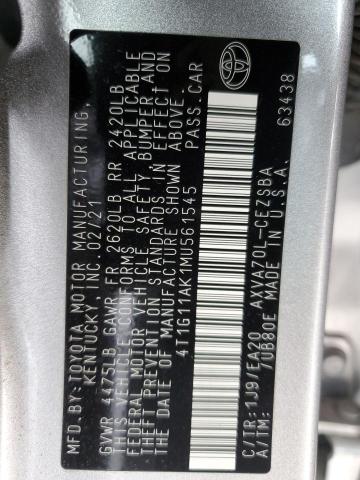 MFD.BY:TOYOTA MOTOR MANUFACTURING,
KENTUCKY, INC. 02/21
GVWR 4475LB GAWR FR 2620LB RR 2420LB
THIS VEHICLE CONFORMS TO ALL APPLICABLE
FEDERAL MOTOR VEHICLE SAFETY, BUMPER, AND
THEFT PREVENTION STANDARDS IN EFFECT ON
THE DATE OF MANUFACTURE SHOWN ABOVE.
4T1G11AK1MU561545 PASS.CAR
C/TR:1J9/EA20 AXVA70L-CEZSBA
A/TM: /UB80E MADE IN U.S.A.
63438